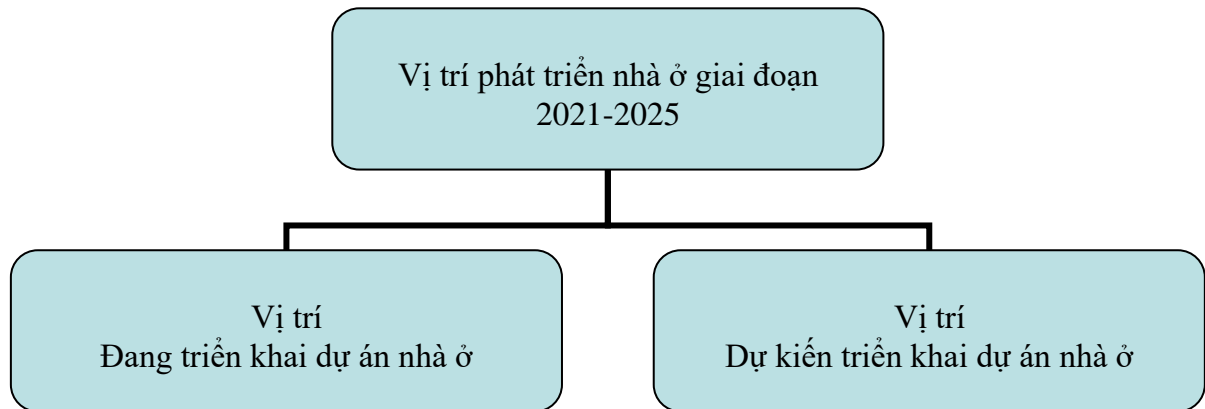 Vị trí phát triển nhà ở giai đoạn
2021-2025
Vị trí
Đang triển khai dự án nhà ở
Vị trí
Dự kiến triển khai dự án nhà ở